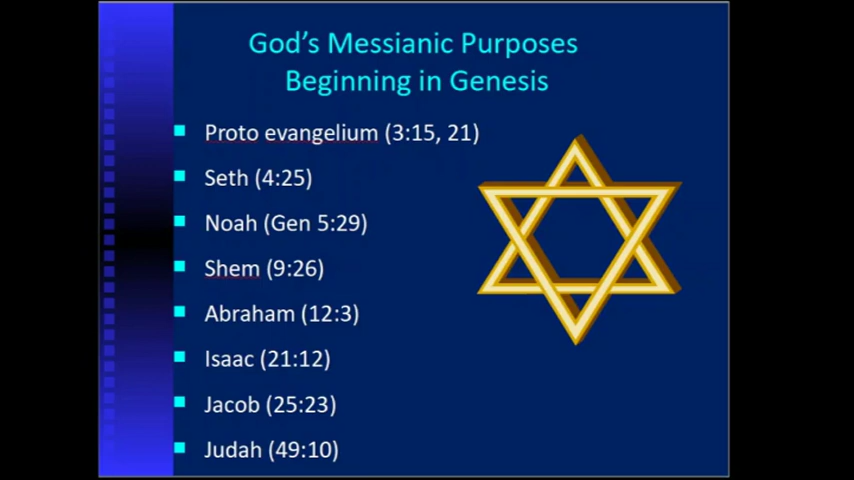 God's Messianic Purposes
Beginning in Genesis
Proto evangelium (3:15, 21)
Seth (4:25)
Noah (Gen 5:29)
Shem (9:26)
Abraham (12:3)
Isaac (21:12)
Jacob (25:23)
Judah (49:10)